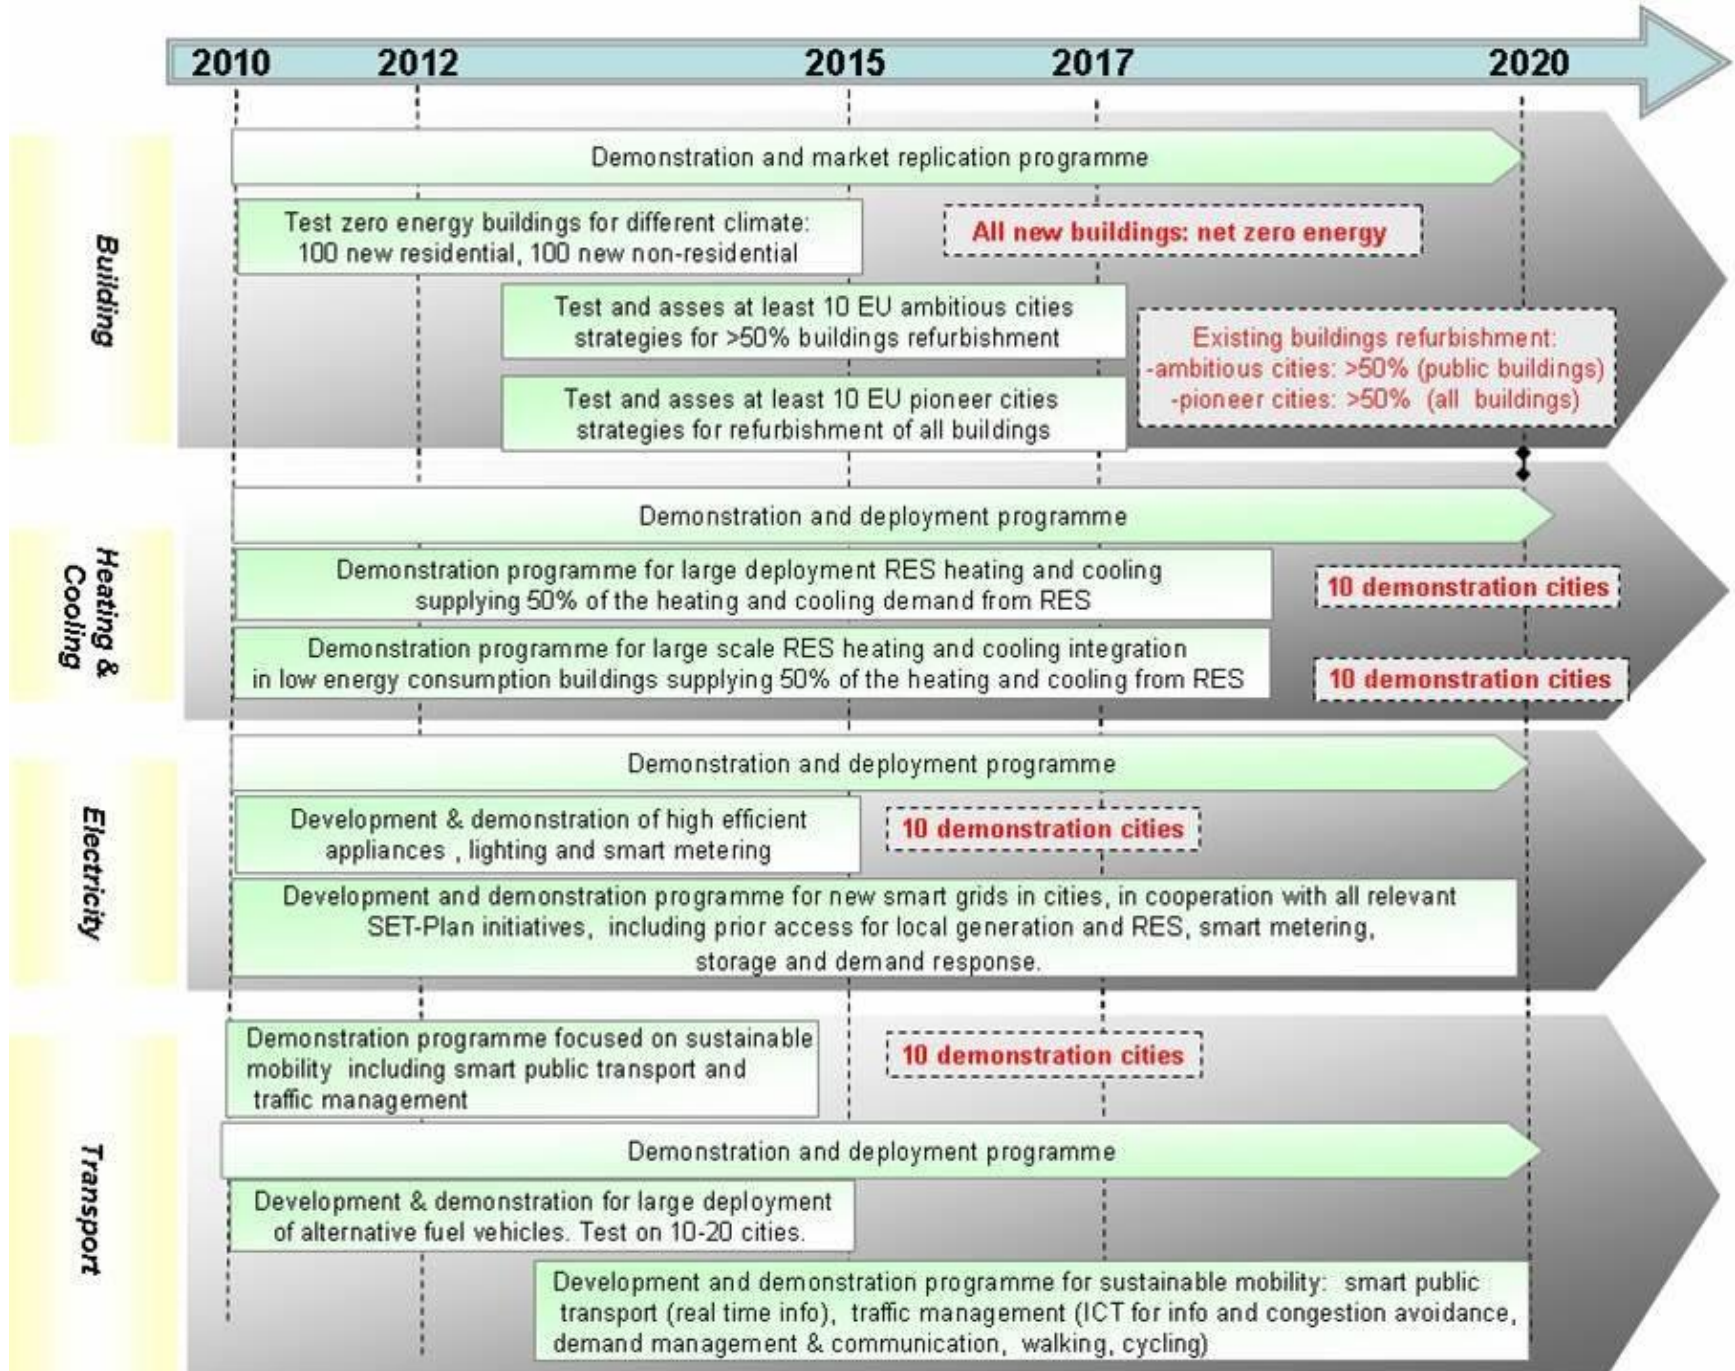 2010 2012 2015 2017 2020
Building
Demonstration and market replication programme
Test zero energy buildings for different climate:
100 new residential, 100 new non-residential
All new buildings: net zero energy
Test and asses at least 10 EU ambitious cities
strategies for >50% buildings refurbishment
Existing buildings refurbishment:
-ambitious cities: >50% (public buildings)
-pioneer cities: >50% (all buildings)
Test and asses at least 10 EU pioneer cities
strategies for refurbishment of all buildings
Heating &
Cooling
Demonstration and deployment programme
Demonstration programme for large deployment RES heating and cooling
supplying 50% of the heating and cooling demand from RES
10 demonstration cities
Demonstration programme for large scale RES heating and cooling integration
in low energy consumption buildings supplying 50% of the heating and cooling from RES
10 demonstration cities
Electricity
Demonstration and deployment programme
Development & demonstration of high efficient
appliances , lighting and smart metering
10 demonstration cities
Development and demonstration programme for new smart grids in cities, in cooperation with all relevant
SET-Plan initiatives, including prior access for local generation and RES, smart metering,
storage and demand response.
Transport
Demonstration programme focused on sustainable
mobility including smart public transport and
traffic management
10 demonstration cities
Demonstration and deployment programme
Development & demonstration for large deployment
of alternative fuel vehicles. Test on 10-20 cities.
Development and demonstration programme for sustainable mobility: smart public
transport (real time info), traffic management (ICT for info and congestion avoidance,
demand management & communication, walking, cycling)